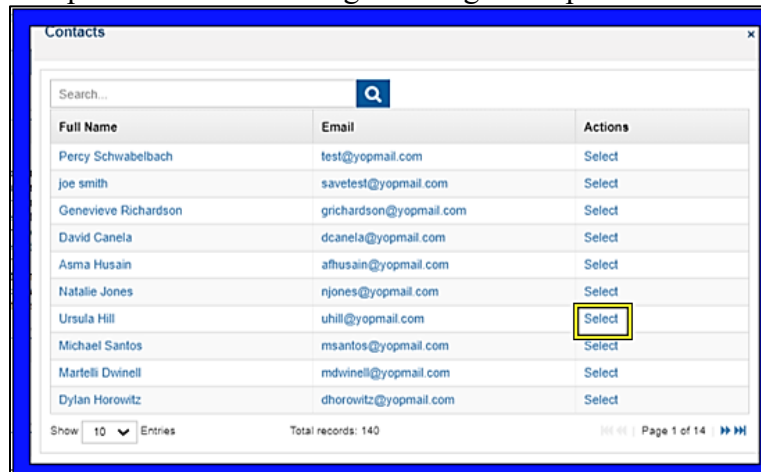 Contacts ×
Search...
Full Name Email Actions
Percy Schwabelbach test@yopmail.com Select
joe smith savetest@yopmail.com Select
Genevieve Richardson grichardson@yopmail.com Select
David Canela dcanela@yopmail.com Select
Asma Husain afhusain@yopmail.com Select
Natalie Jones njones@yopmail.com Select
Ursula Hill uhill@yopmail.com Select
Michael Santos msantos@yopmail.com Select
Martelli Dwinell mdwinell@yopmail.com Select
Dylan Horowitz dhorowitz@yopmail.com Select
Show 10 Entries Total records: 140 | Page 1 of 14 |